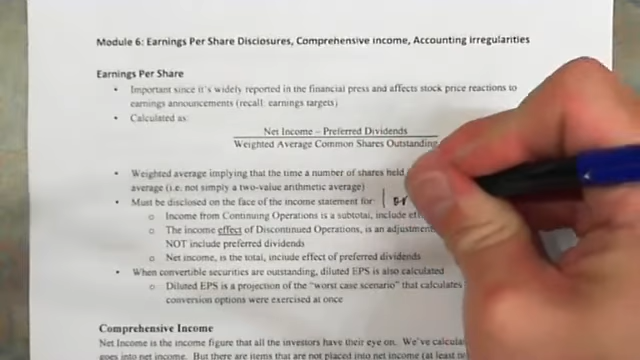 Module 6: Earnings Per Share Disclosures, Comprehensive income, Accounting irregularities
Earnings Per Share
• Important since it's widely reported in the financial press and affects stock price reactions to
earnings announcements (recall: earnings targets)
• Calculated as:
Net Income – Preferred Dividends
Weighted Average Common Shares Outstanding
• Weighted average implying that the time a number of shares held
average (i.e. not simply a two-value arithmetic average)
• Must be disclosed on the face of the income statement for:
o Income from Continuing Operations is a subtotal, include
o The income effect of Discontinued Operations, is an adjustment
NOT include preferred dividends
o Net income, is the total, include effect of preferred dividends
• When convertible securities are outstanding, diluted EPS is also calculated
o Diluted EPS is a projection of the "worst case scenario" that calculates
conversion options were exercised at once
Comprehensive Income
Net Income is the income figure that all the investors have their eye on. We've
goes into net income. But there are items that are not placed into net income (at least